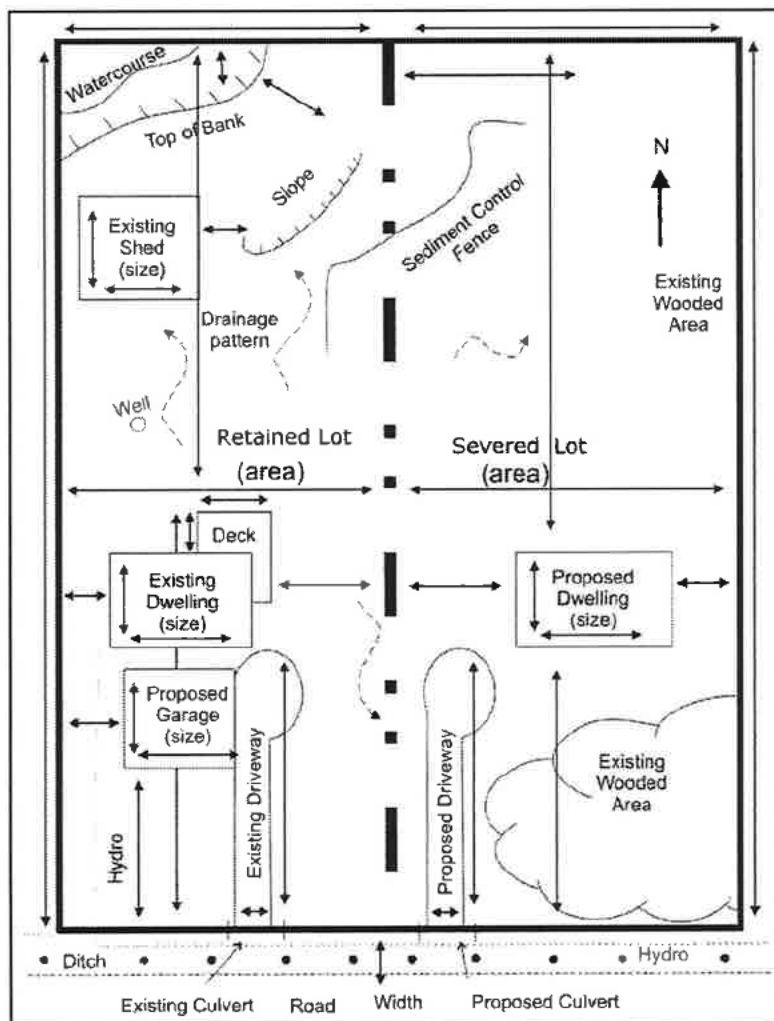 Watercourse
Top of Bank
Slope
N
Existing
Shed
(size)
Sediment Control
Fence
Existing
Wooded
Area
Drainage
pattern
Well
Retained Lot
(area)
Severed Lot
(area)
Deck
Existing
Dwelling
(size)
Proposed
Dwelling
(size)
Proposed
Garage
(size)
Existing Driveway
Proposed Driveway
Existing
Wooded
Area
Hydro
Ditch
Hydro
Existing Culvert
Road
Width
Proposed Culvert